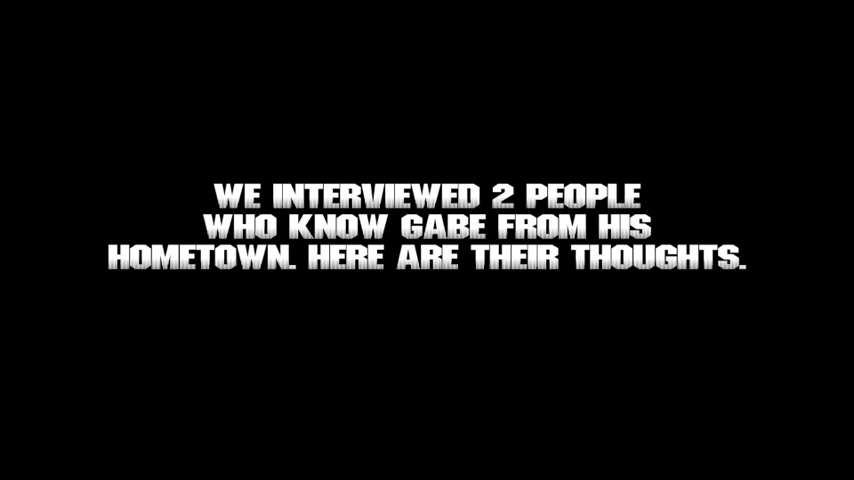 WE INTERVIEWED 2 PEOPLE
WHO KNOW GABE FROM HIS
HOMETOWN. HERE ARE THEIR THOUGHTS.